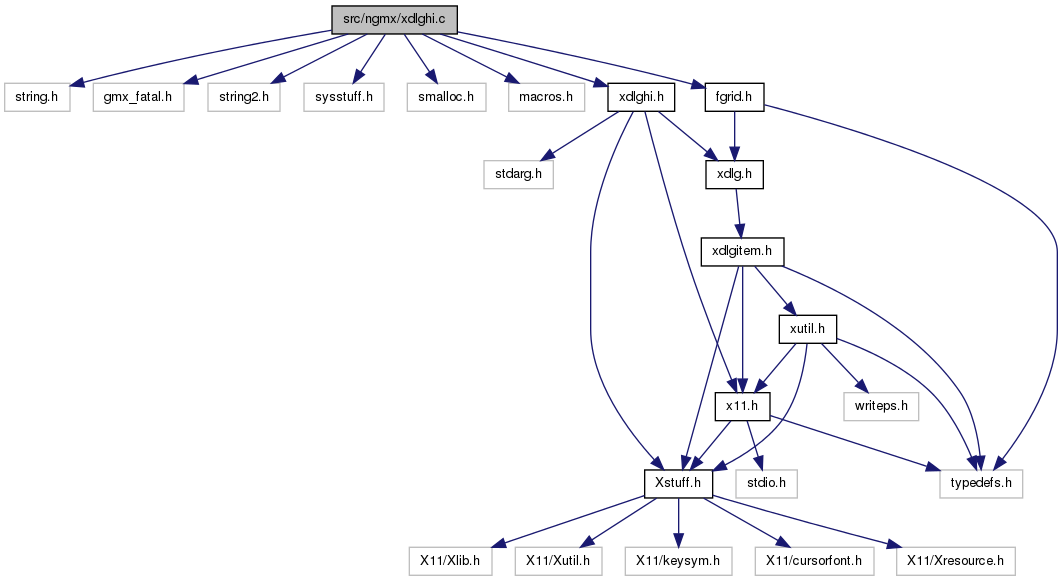 src/ngmx/xdlghi.c
string.h
gmx_fatal.h
string2.h
sysstuff.h
smalloc.h
macros.h
xdlghi.h
fgrid.h
stdarg.h
xdlg.h
xdlgitem.h
xutil.h
x11.h
writeps.h
Xstuff.h
stdio.h
typedefs.h
X11/Xlib.h
X11/Xutil.h
X11/keysym.h
X11/cursorfont.h
X11/Xresource.h